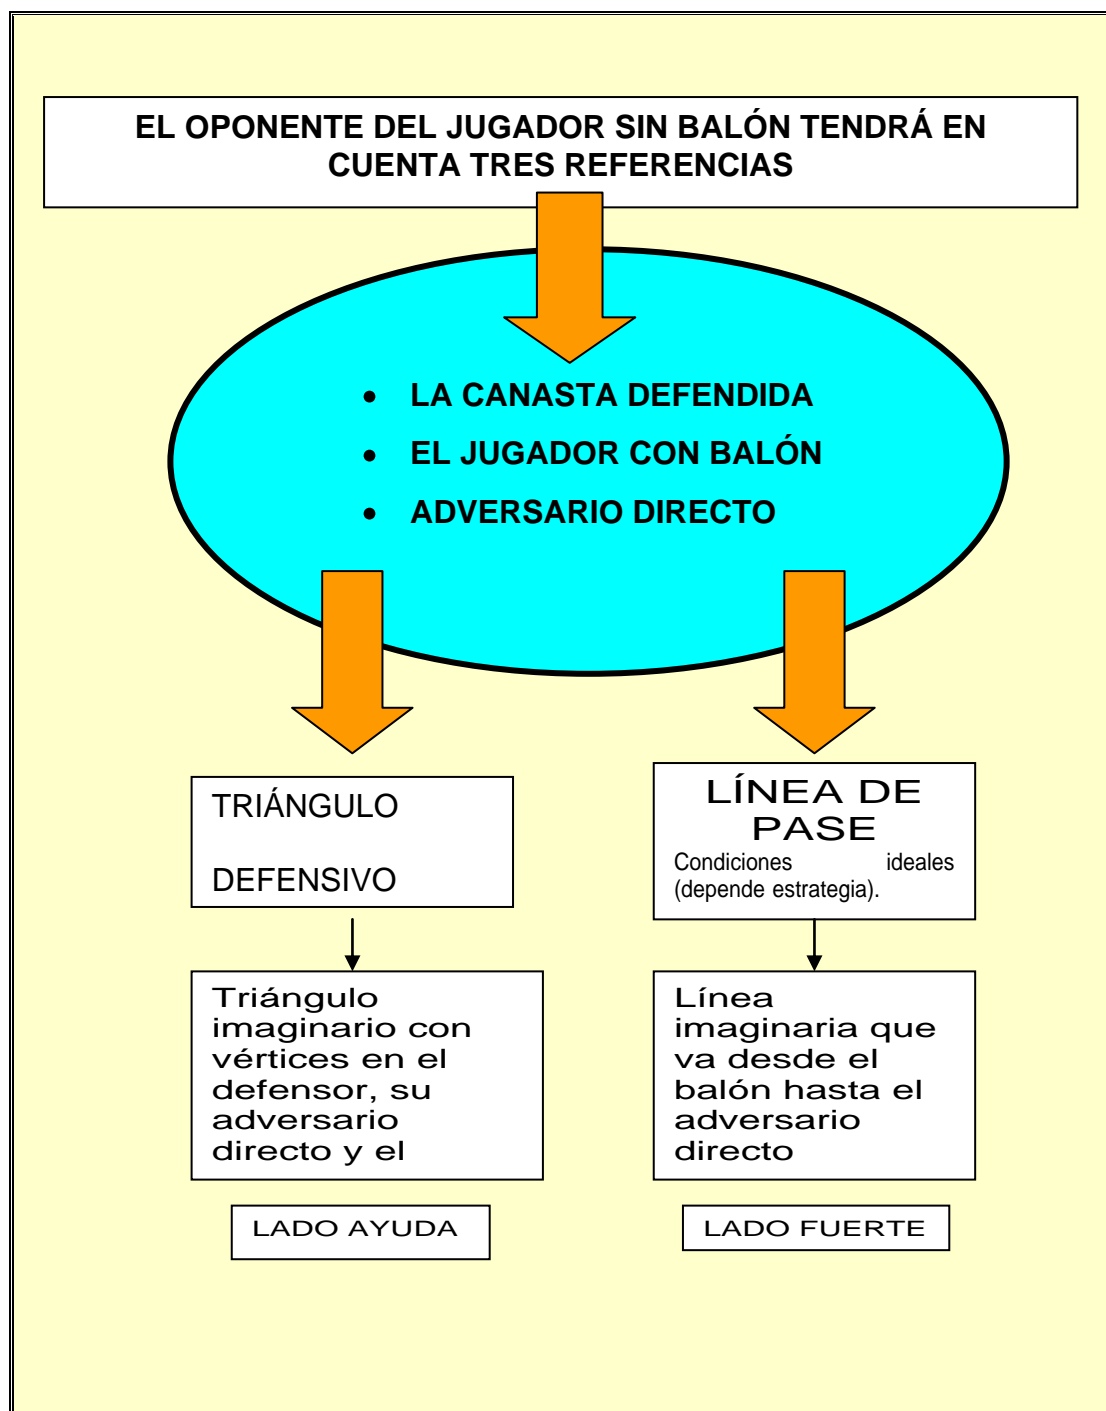 EL OPONENTE DEL JUGADOR SIN BALÓN TENDRÁ EN
CUENTA TRES REFERENCIAS
• LA CANASTA DEFENDIDA
• EL JUGADOR CON BALÓN
• ADVERSARIO DIRECTO
TRIÁNGULO
DEFENSIVO
LÍNEA DE
PASE
Condiciones ideales
(depende estrategia).
Triángulo
imaginario con
vértices en el
defensor, su
adversario
directo y el
Línea
imaginaria que
va desde el
balón hasta el
adversario
directo
LADO AYUDA
LADO FUERTE